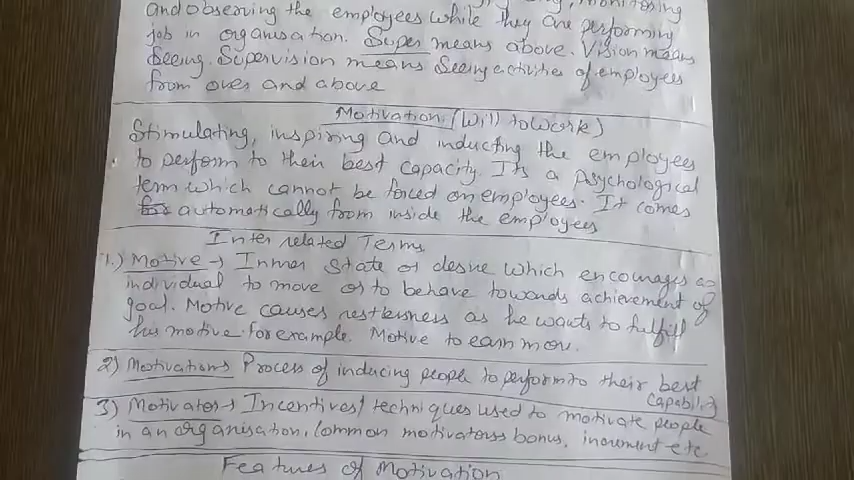 monitoring
and observing the employees while they are performing
job in organisation. Super means above. Vision means
Seeing. Supervision means Seeing activities of employees
from over and above
Motivation (Will to work)
Stimulating, inspiring and inducting the employees
to perform to their best capacity. Its a Psychological
term which cannot be forced on employees. It comes
automatically from inside the employees
Inter related Terms
1.) Motive → Inner State of desire which encourages an
individual to move or to behave towards achievement of
goal. Motive causes restlessness as he wants to fulfill
his motive. for example. Motive to earn more.
2) Motivation → Process of inducing people to perform to their best
capability
3) Motivator → Incentives/techniques used to motivate people
in an organisation. Common motivators bonus, increment etc
Features of Motivation